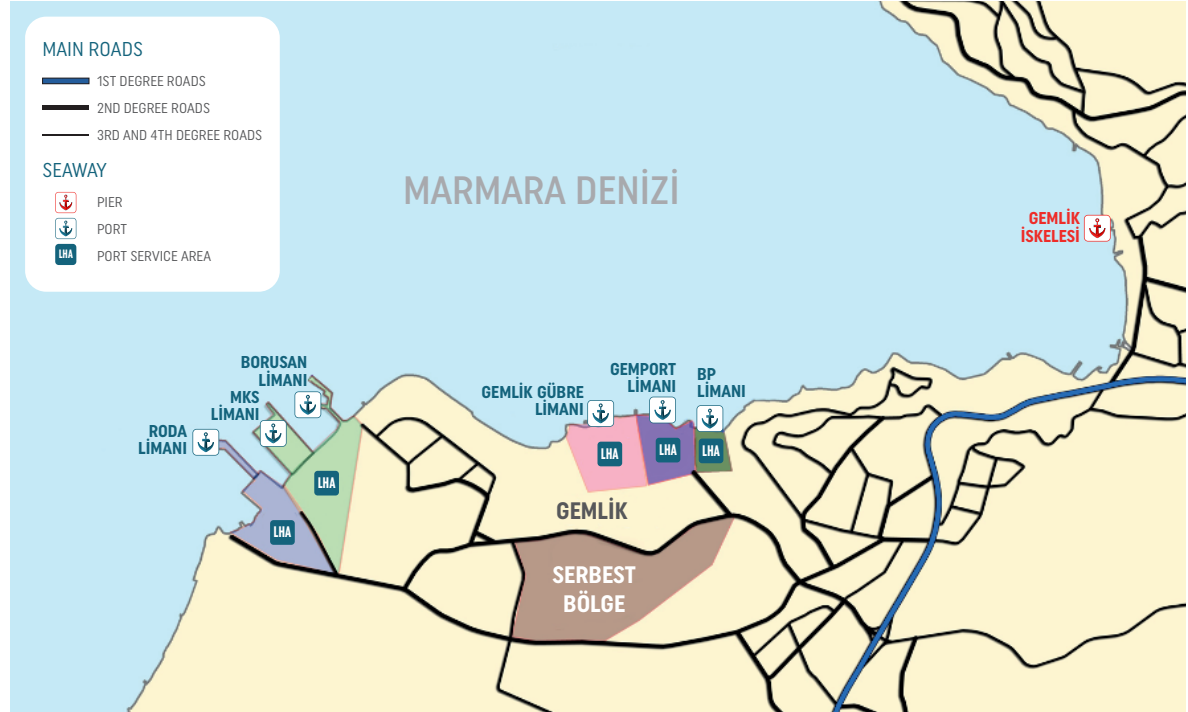 MAIN ROADS
1ST DEGREE ROADS
2ND DEGREE ROADS
3RD AND 4TH DEGREE ROADS
SEAWAY
PIER
PORT
LHA
PORT SERVICE AREA
MARMARA DENİZİ
GEMLİK
İSKELESİ
BORUSAN
LİMANI
MKS
LİMANI
RODA
LİMANI
GEMLİK GÜBRE
LİMANI
GEMPORT
LİMANI
BP
LİMANI
LHA
LHA
LHA
LHA
LHA
GEMLİK
SERBEST
BÖLGE